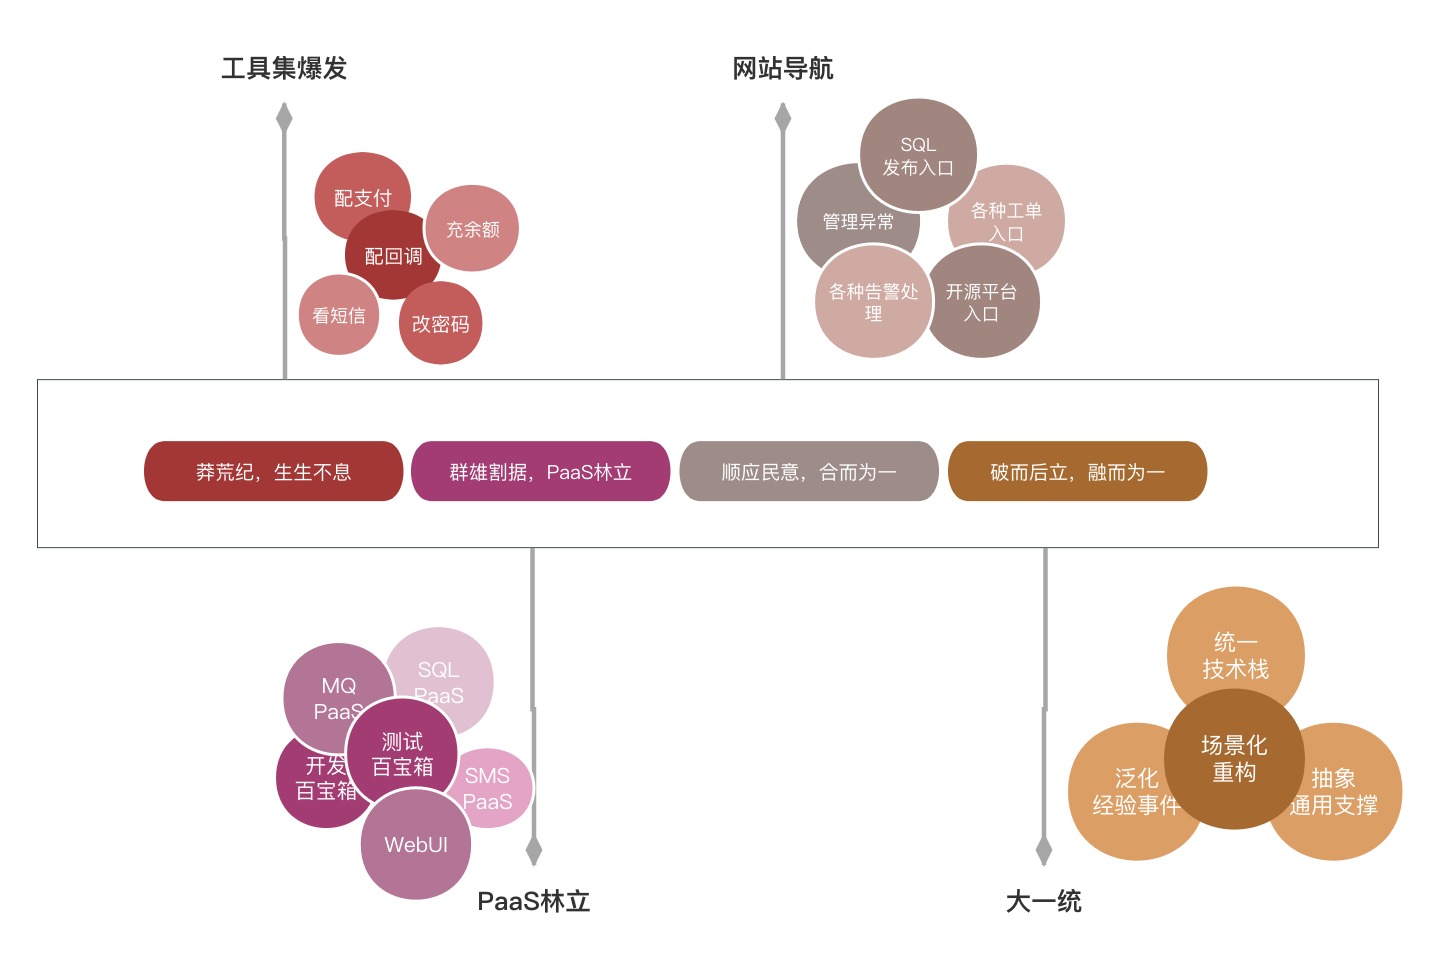 工具集爆发
配支付
充余额
配回调
看短信
改密码
网站导航
SQL
发布入口
管理异常
各种工单
入口
各种告警处
理
开源平台
入口
莽荒纪，生生不息
群雄割据，PaaS林立
顺应民意，合而为一
破而后立，融而为一
MQ
PaaS
SQL
PaaS
测试
百宝箱
开发
百宝箱
SMS
PaaS
WebUI
PaaS林立
统一
技术栈
场景化
重构
泛化
经验事件
抽象
通用支撑
大一统